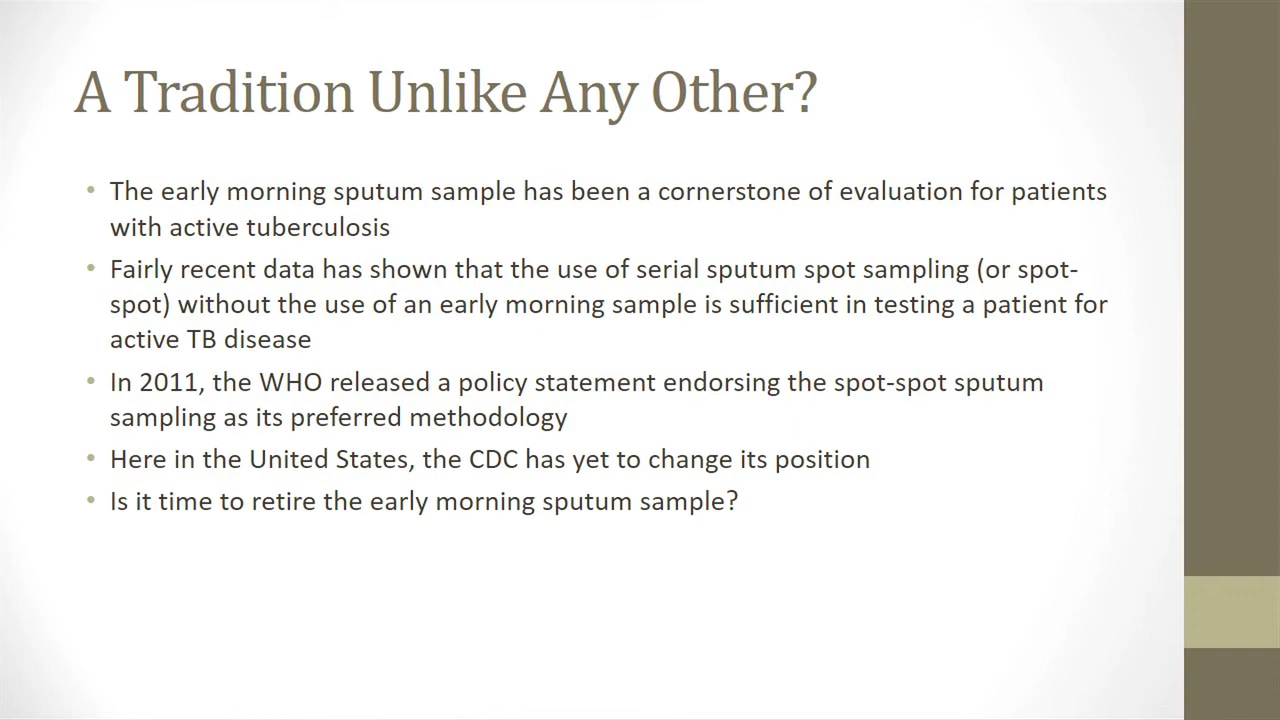 A Tradition Unlike Any Other?
• The early morning sputum sample has been a cornerstone of evaluation for patients
with active tuberculosis
• Fairly recent data has shown that the use of serial sputum spot sampling (or spot-
spot) without the use of an early morning sample is sufficient in testing a patient for
active TB disease
• In 2011, the WHO released a policy statement endorsing the spot-spot sputum
sampling as its preferred methodology
• Here in the United States, the CDC has yet to change its position
• Is it time to retire the early morning sputum sample?